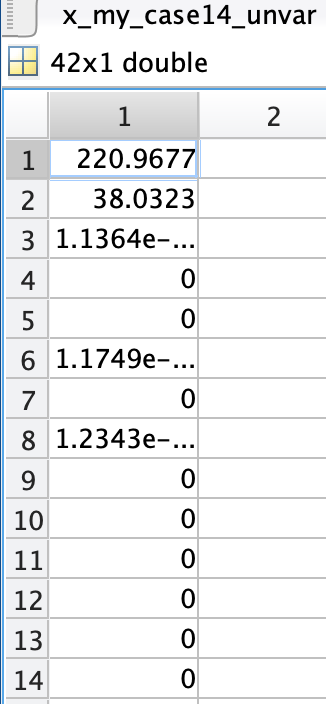 x_my_case14_unvar
42x1 double
1 2
1 220.9677
2 38.0323
3 1.1364e-...
4 0
5 0
6 1.1749e-...
7 0
8 1.2343e-...
9 0
10 0
11 0
12 0
13 0
14 0